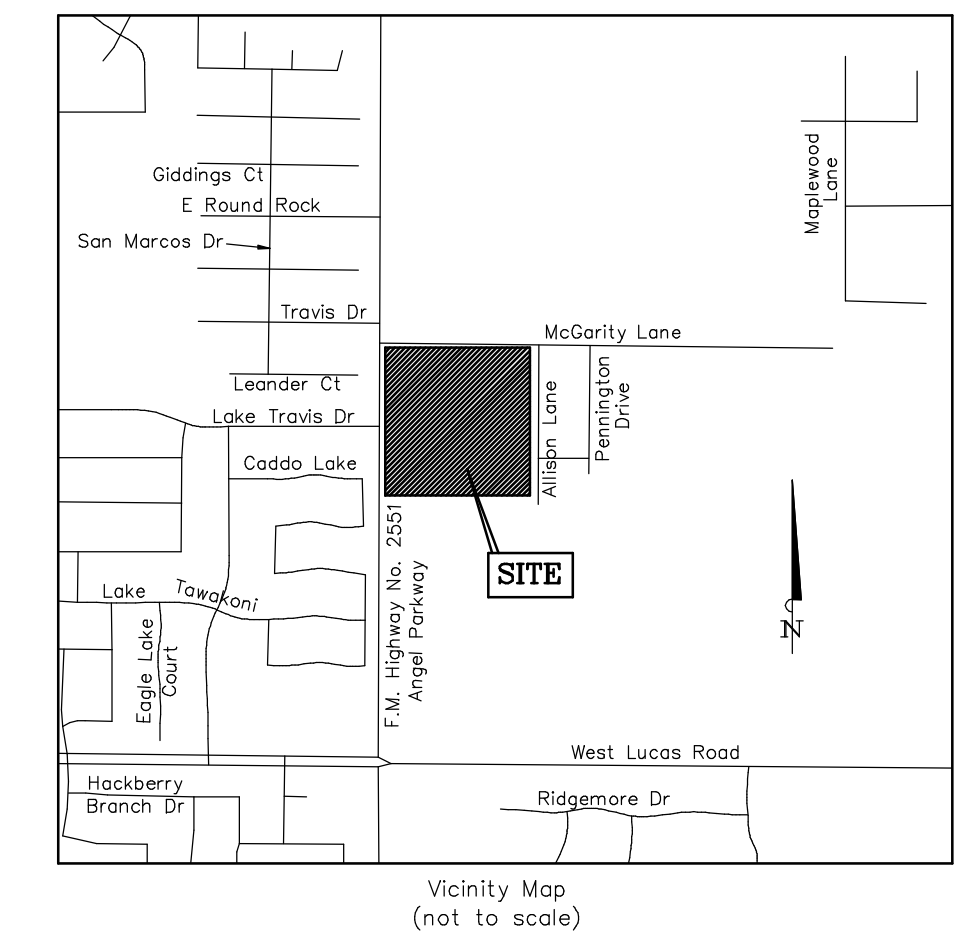 Maplewood
Lane
Giddings Ct
E Round Rock
San Marcos Dr
Travis Dr
McGarity Lane
Leander Ct
Allison Lane
Pennington
Drive
Lake Travis Dr
Caddo Lake
F.M. Highway No. 2551
Angel Parkway
SITE
Lake Tawakoni
N
Eagle Lake
Court
West Lucas Road
Hackberry
Branch Dr
Ridgemore Dr
Vicinity Map
(not to scale)